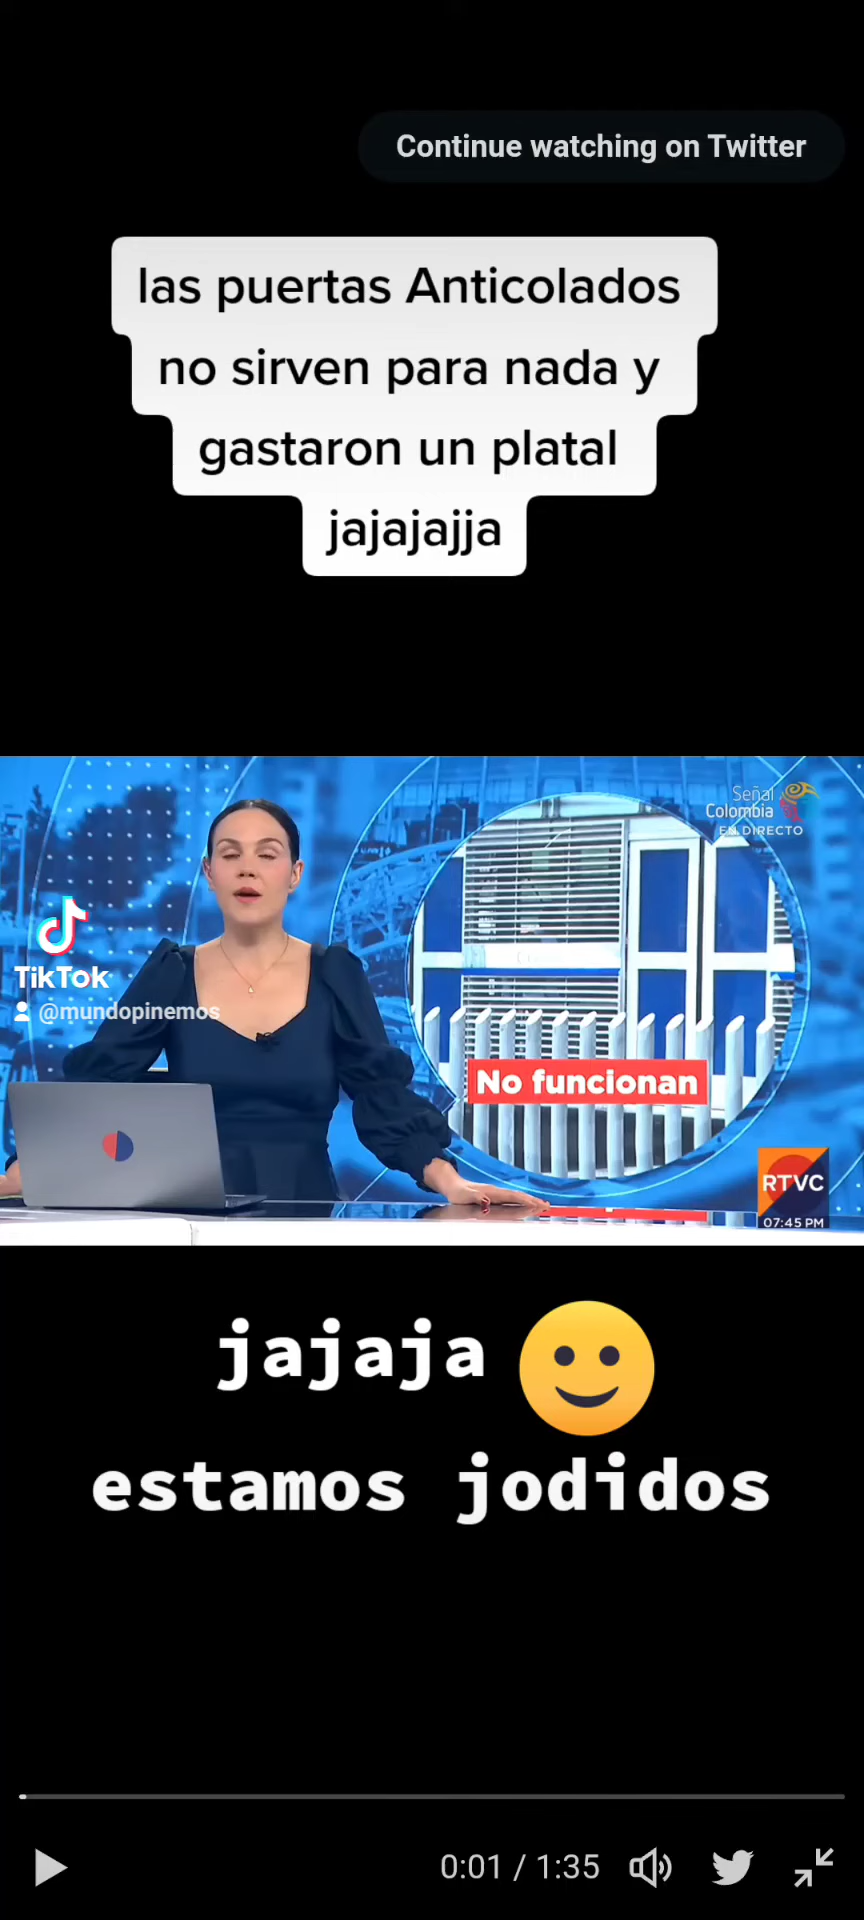 Continue watching on Twitter
las puertas Anticolados
no sirven para nada y
gastaron un platal
jajajajja
Señal
Colombia
EN DIRECTO
TikTok
@mundopinemos
No funcionan
RTVC
07:45 PM
jajaja
estamos jodidos
0:01 / 1:35